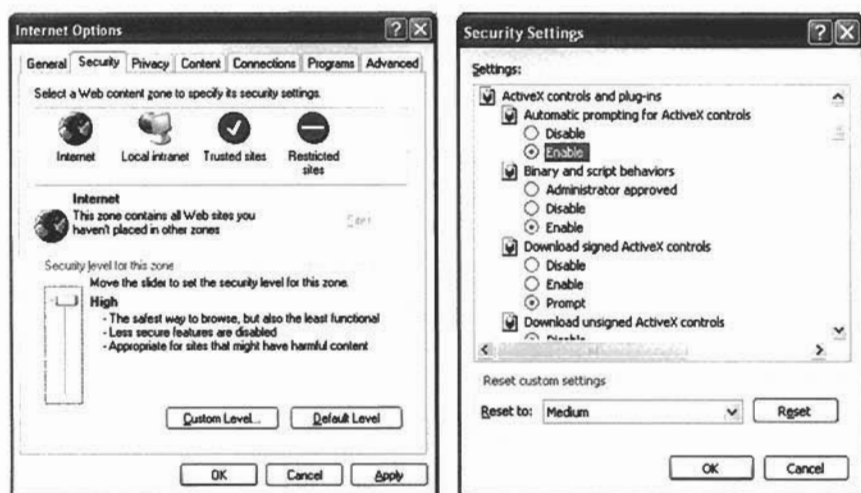 Internet Options
General Security Privacy Content Connections Programs Advanced
Select a Web content zone to specify its security settings.
Internet
Local intranet
Trusted sites
Restricted
sites
Internet
This zone contains all Web sites you
haven't placed in other zones
Security level for this zone
Move the slider to set the security level for this zone.
High
- The safest way to browse, but also the least functional
- Less secure features are disabled
- Appropriate for sites that might have harmful content
Custom Level...
Default Level
OK
Cancel
Apply
Security Settings
Settings:
ActiveX controls and plug-ins
Automatic prompting for ActiveX controls
Disable
Enable
Binary and script behaviors
Administrator approved
Disable
Enable
Download signed ActiveX controls
Disable
Enable
Prompt
Download unsigned ActiveX controls
Reset custom settings
Reset to: Medium
Reset
OK
Cancel